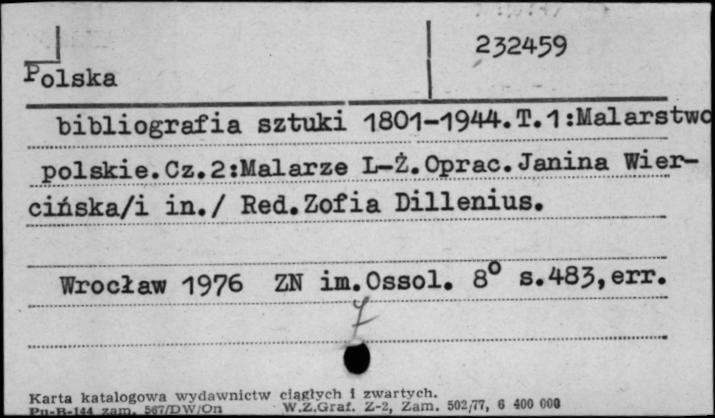 232459
Polska
bibliografia sztuki 1801-1944.T.1:Malarstwo
polskie.Cz.2:Malarze L-Ż.Oprac.Janina Wier-
cińska/i in./ Red.Zofia Dillenius.
Wrocław 1976 ZN im.Ossol. 8° s.483,err.
Karta katalogowa wydawnictw ciągłych i zwartych.
Pu-B-144 zam. 567/DW/On W.Z.Graf. Z-2, Zam. 502/77, 6 400 000